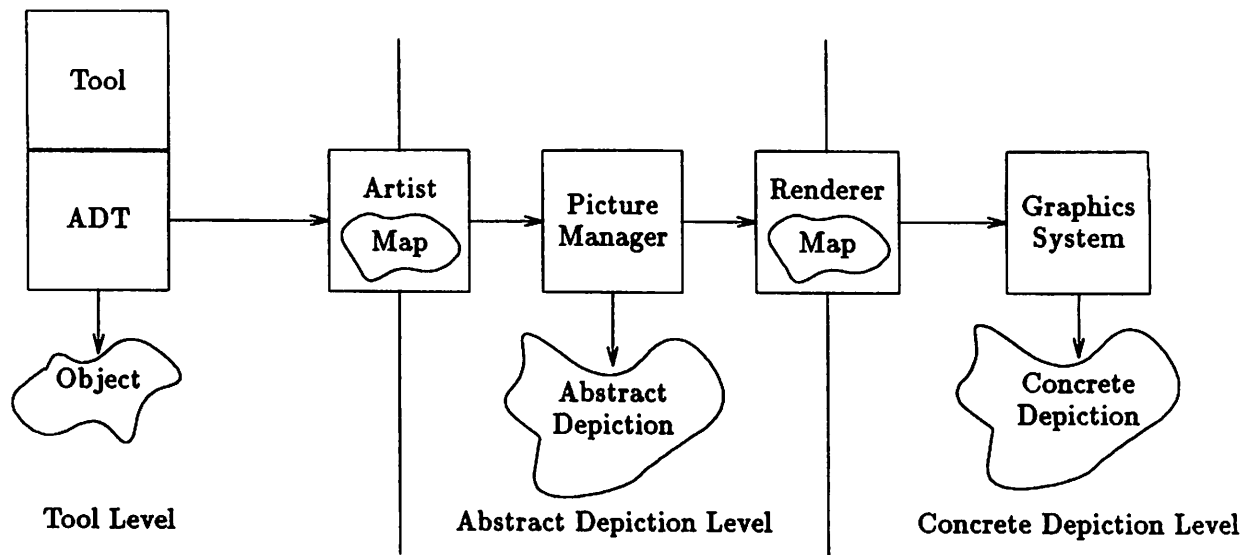 Tool
ADT
Object
Tool Level
Artist
Map
Picture
Manager
Abstract
Depiction
Abstract Depiction Level
Renderer
Map
Graphics
System
Concrete
Depiction
Concrete Depiction Level